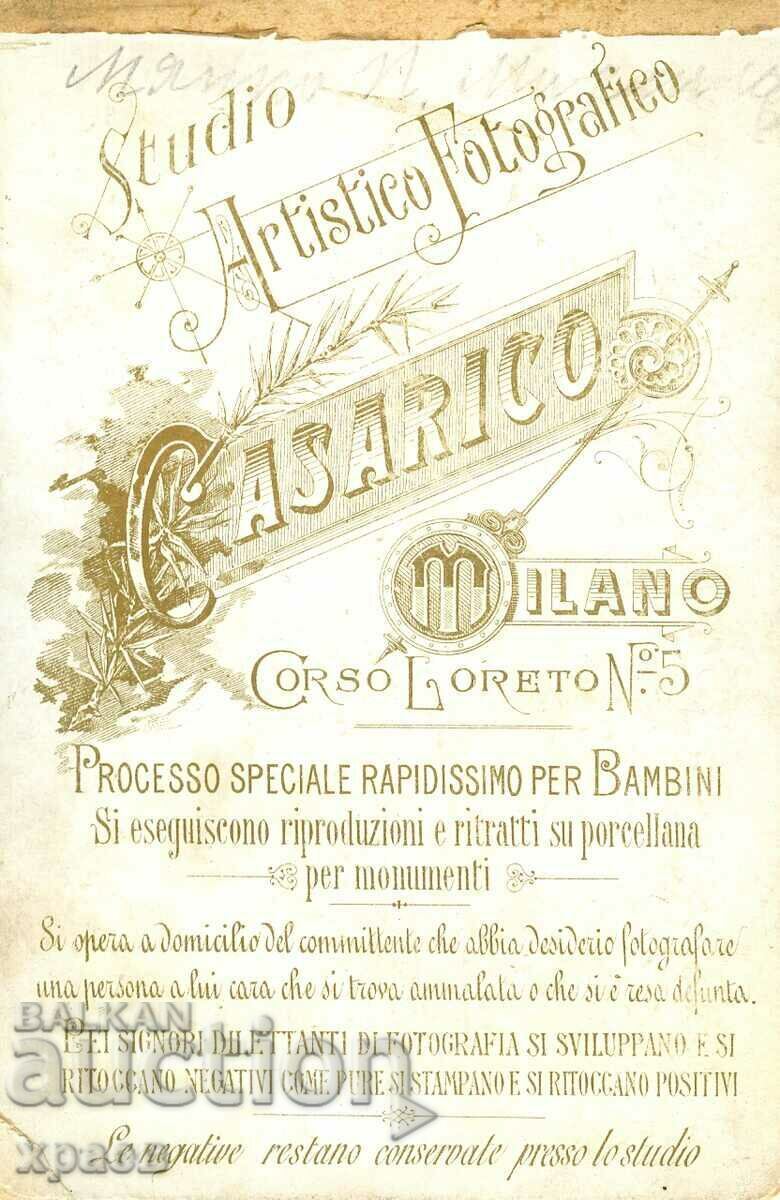 Studio
Artistico Fotografico
CASARICO
MILANO
CORSO LORETO Nº. 5
PROCESSO SPECIALE RAPIDISSIMO PER BAMBINI
Si eseguiscono riproduzioni e ritratti su porcellana
per monumenti
Si opera a domicilio del committente che abbia desiderio fotografare
una persona a lui cara che si trova ammalata o che si è resa defunta.
PEI SIGNORI DILETTANTI DI FOTOGRAFIA SI SVILUPPANO E SI
RITOCCANO NEGATIVI COME PURE SI STAMPANO E SI RITOCCANO POSITIVI
Le negative restano conservate presso lo studio
BALKAN
auction
храсов